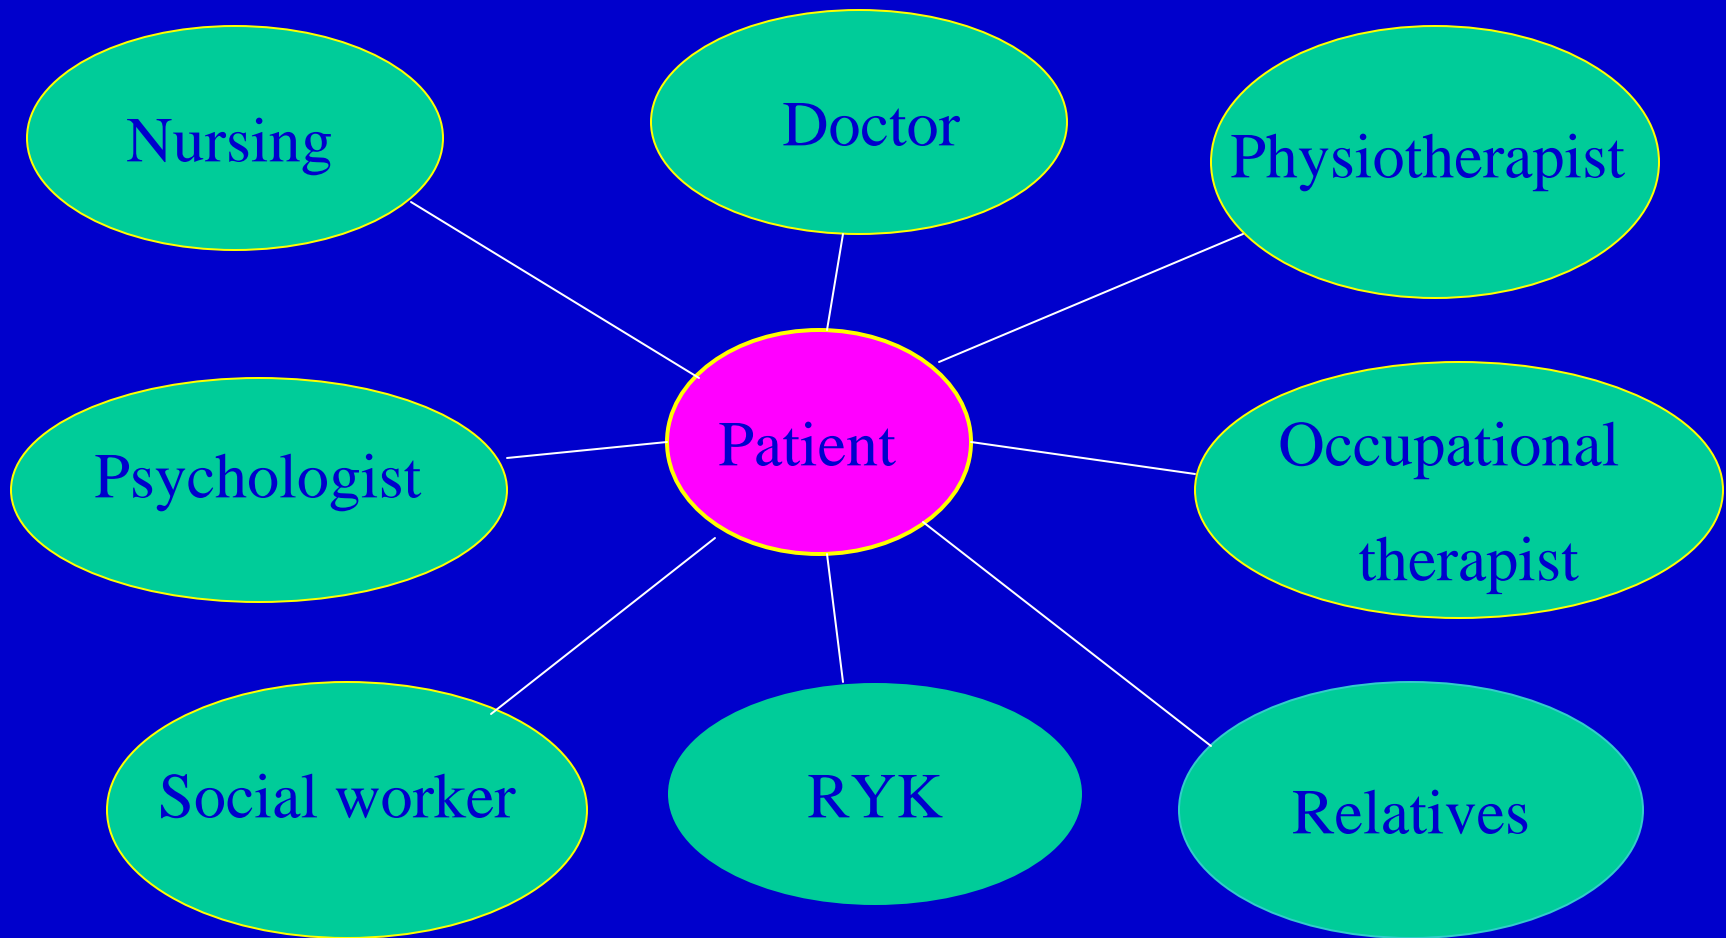 Nursing
Doctor
Physiotherapist
Psychologist
Patient
Occupational
therapist
Social worker
RYK
Relatives